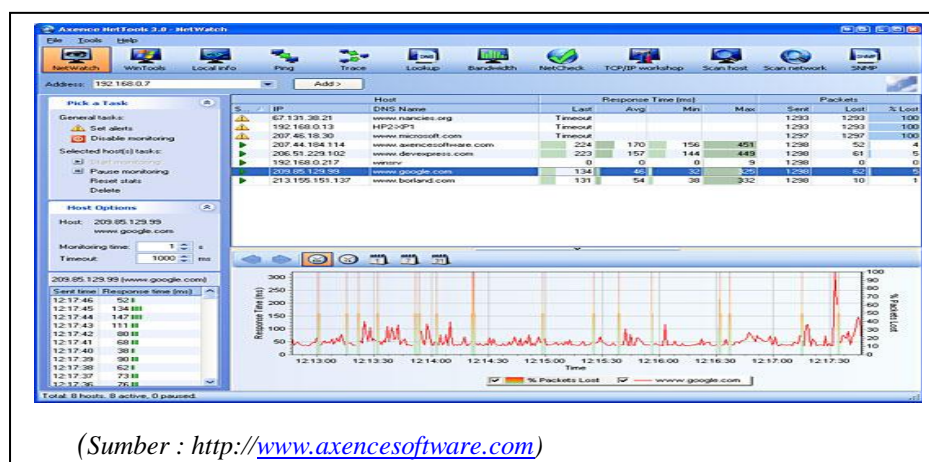 Axence NetTools 3.0 - NetWatch
File Tools Help
NetWatch WinTools Local info Ping Trace Lookup Bandwidth NetCheck TCP/IP workshop Scan host Scan network SNMP
Address: 192.168.0.7 Add >
Pick a Task
General tasks:
Set alerts
Disable monitoring
Selected host(s) tasks:
Start monitoring
Pause monitoring
Reset stats
Delete
Host Options
Host: 209.85.129.99
www.google.com
Monitoring time: 1 s
Timeout: 1000 ms
209.85.129.99 (www.google.com)
Sent time Response time (ms)
12:17:46 52
12:17:45 134
12:17:44 147
12:17:43 111
12:17:42 80
12:17:41 68
12:17:40 38
12:17:39 90
12:17:38 62
12:17:37 73
12:17:36 76
Host Response Time (ms) Packets
S... IP DNS Name Last Avg Min Max Sent Lost % Lost
67.131.38.21 www.nancies.org Timeout 1293 1293 100
192.168.0.13 HP2XP1 Timeout 1293 1293 100
207.46.18.30 www.microsoft.com Timeout 1297 1297 100
207.44.184.114 www.axencesoftware.com 224 170 156 451 1298 52 4
206.51.229.102 www.devexpress.com 223 157 144 449 1298 61 5
192.168.0.217 winsrv 0 0 0 9 1298 0 0
209.85.129.99 www.google.com 134 46 32 325 1298 62 5
213.155.151.137 www.borland.com 131 54 38 332 1298 10 1
1 7 31
Response Time (ms)
300
250
200
150
100
50
0
100
90
80
70
60
50
40
30
20
10
0
% Packets Lost
12:13:00 12:13:30 12:14:00 12:14:30 12:15:00 12:15:30 12:16:00 12:16:30 12:17:00 12:17:30
Time
% Packets Lost www.google.com
Total: 8 hosts. 8 active, 0 paused.
(Sumber : http://www.axencesoftware.com)